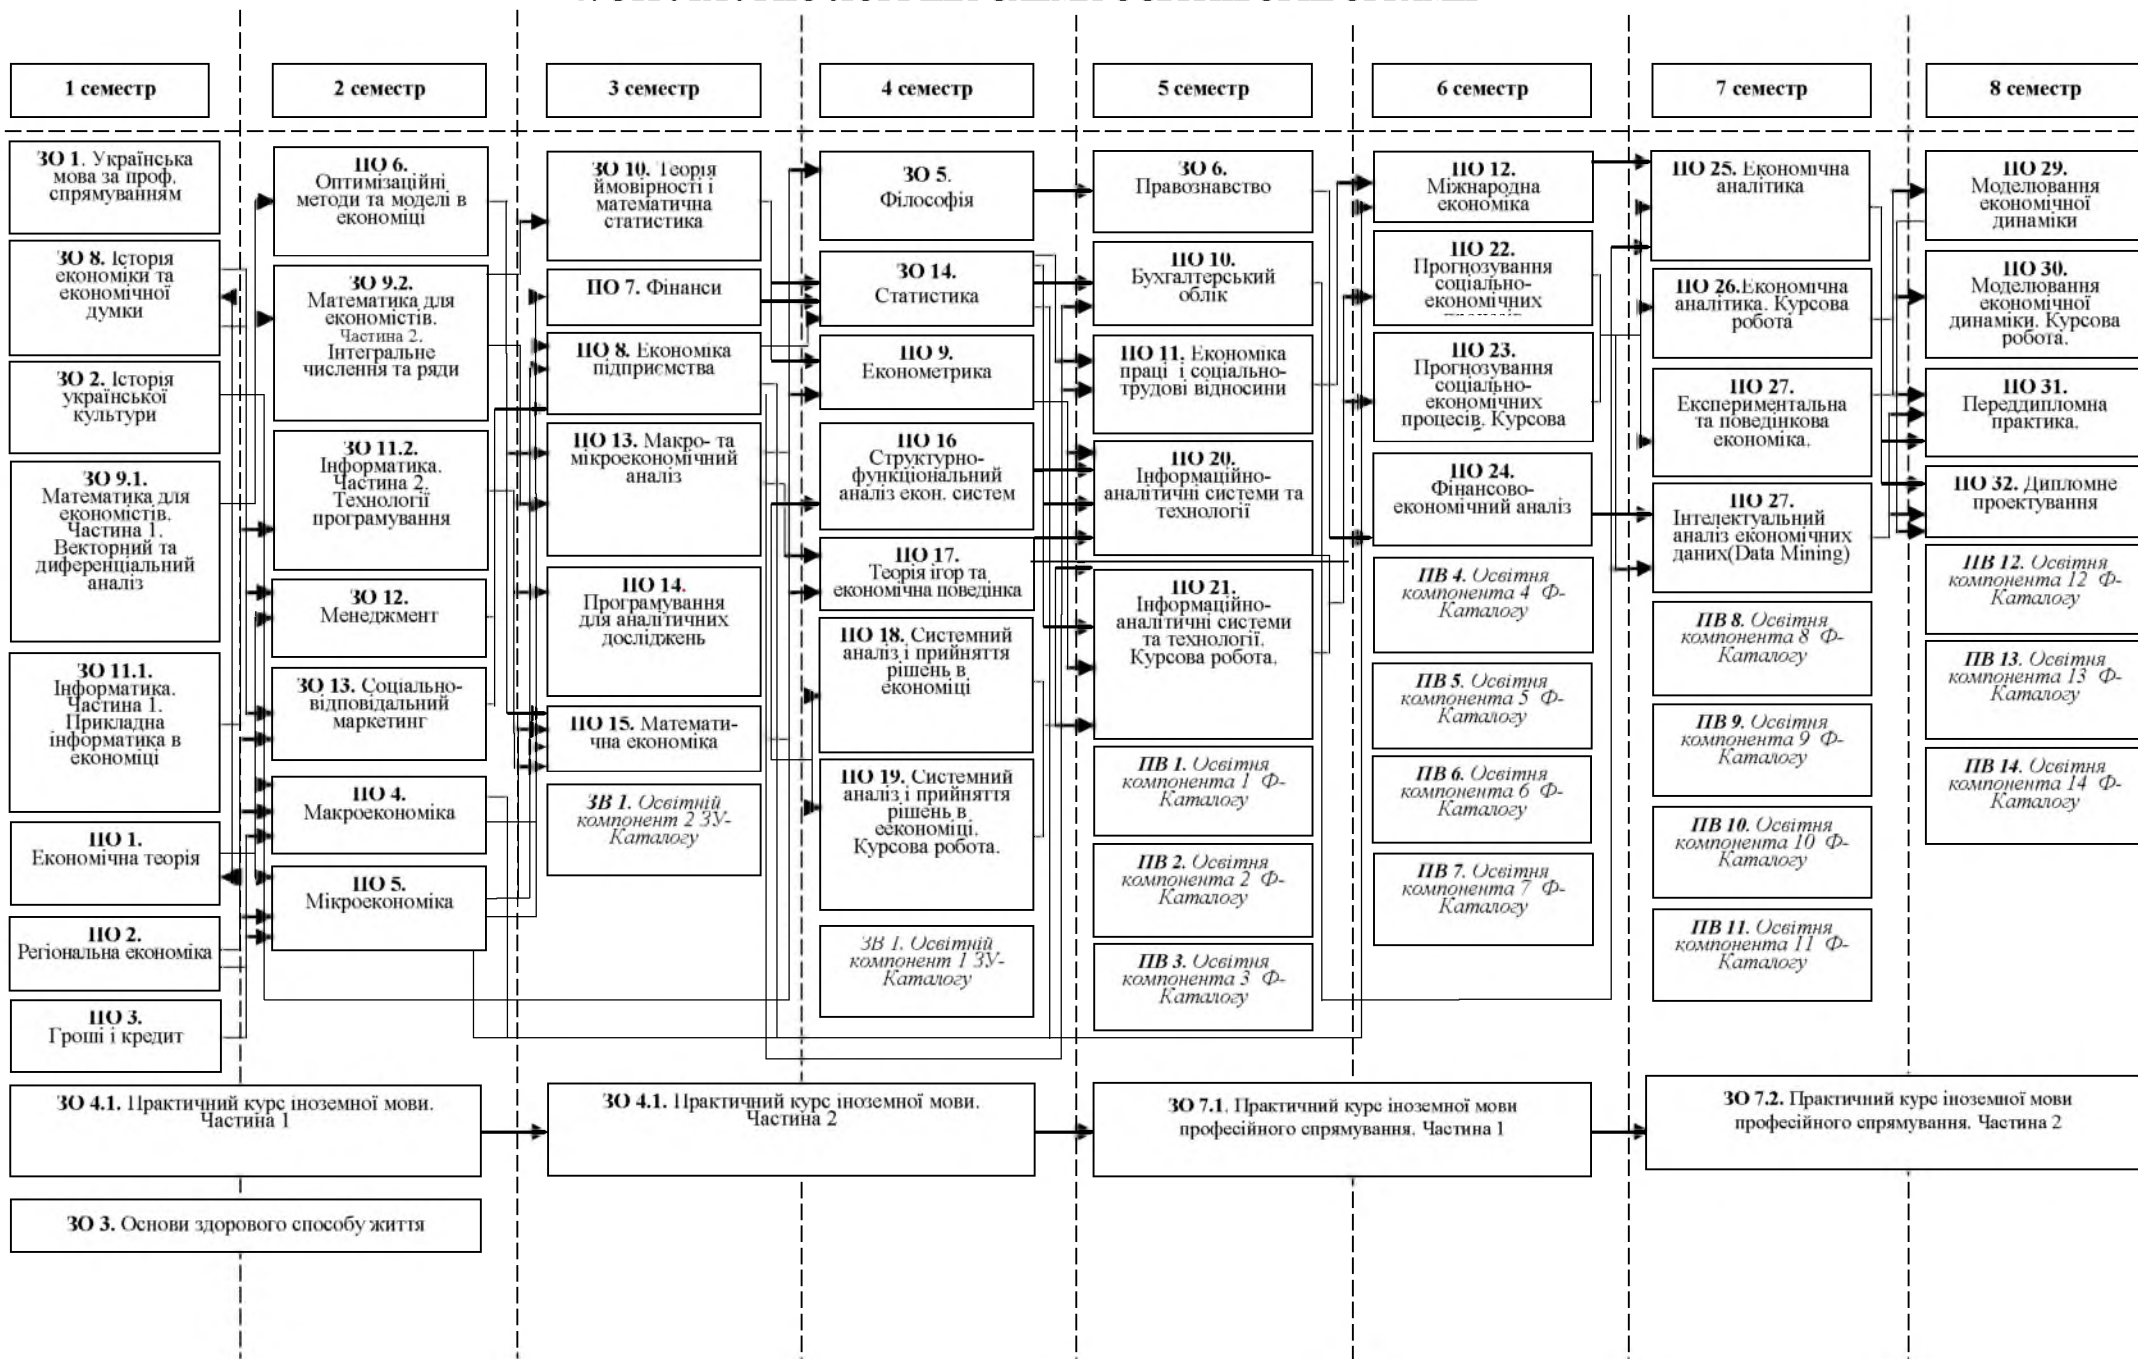 1 семестр
2 семестр
3 семестр
4 семестр
5 семестр
6 семестр
7 семестр
8 семестр
ЗО 1. Українська
мова за проф.
спрямуванням
ЗО 8. Історія
економіки та
економічної
думки
ЗО 2. Історія
української
культури
ЗО 9.1.
Математика для
економістів.
Частина 1.
Векторний та
диференціальний
аналіз
ЗО 11.1.
Інформатика.
Частина 1.
Прикладна
інформатика в
економіці
ПО 1.
Економічна теорія
ПО 2.
Регіональна економіка
ПО 3.
Гроші і кредит
ПО 6.
Оптимізаційні
методи та моделі в
економіці
ЗО 9.2.
Математика для
економістів.
Частина 2.
Інтегральне
числення та ряди
ЗО 11.2.
Інформатика.
Частина 2.
Технології
програмування
ЗО 12.
Менеджмент
ЗО 13. Соціально-
відповідальний
маркетинг
ПО 4.
Макроекономіка
ПО 5.
Мікроекономіка
ЗО 10. Теорія
ймовірності і
математична
статистика
ПО 7. Фінанси
ПО 8. Економіка
підприємства
ПО 13. Макро- та
мікроекономічний
аналіз
ПО 14.
Програмування
для аналітичних
досліджень
ПО 15. Математи-
чна економіка
ЗВ 1. Освітній
компонент 2 ЗУ-
Каталогу
ЗО 5.
Філософія
ЗО 14.
Статистика
ПО 9.
Економетрика
ПО 16
Структурно-
функціональний
аналіз екон. систем
ПО 17.
Теорія ігор та
економічна поведінка
ПО 18. Системний
аналіз і прийняття
рішень в
економіці
ПО 19. Системний
аналіз і прийняття
рішень в
еекономіці.
Курсова робота.
ЗВ 1. Освітній
компонент 1 ЗУ-
Каталогу
ЗО 6.
Правознавство
ПО 10.
Бухгалтерський
облік
ПО 11. Економіка
праці і соціально-
трудові відносини
ПО 20.
Інформаційно-
аналітичні системи та
технології
ПО 21.
Інформаційно-
аналітичні системи
та технології.
Курсова робота.
ПВ 1. Освітня
компонента 1 Ф-
Каталогу
ПВ 2. Освітня
компонента 2 Ф-
Каталогу
ПВ 3. Освітня
компонента 3 Ф-
Каталогу
ПО 12.
Міжнародна
економіка
ПО 22.
Прогнозування
соціально-
економічних
ПО 23.
Прогнозування
соціально-
економічних
процесів. Курсова
ПО 24.
Фінансово-
економічний аналіз
ПВ 4. Освітня
компонента 4 Ф-
Каталогу
ПВ 5. Освітня
компонента 5 Ф-
Каталогу
ПВ 6. Освітня
компонента 6 Ф-
Каталогу
ПВ 7. Освітня
компонента 7 Ф-
Каталогу
ПО 25. Економічна
аналітика
ПО 26.Економічна
аналітика. Курсова
робота
ПО 27.
Експериментальна
та поведінкова
економіка.
ПО 27.
Інтелектуальний
аналіз економічних
даних(Data Mining)
ПВ 8. Освітня
компонента 8 Ф-
Каталогу
ПВ 9. Освітня
компонента 9 Ф-
Каталогу
ПВ 10. Освітня
компонента 10 Ф-
Каталогу
ПВ 11. Освітня
компонента 11 Ф-
Каталогу
ПО 29.
Моделювання
економічної
динаміки
ПО 30.
Моделювання
економічної
динаміки. Курсова
робота.
ПО 31.
Переддипломна
практика.
ПО 32. Дипломне
проектування
ПВ 12. Освітня
компонента 12 Ф-
Каталогу
ПВ 13. Освітня
компонента 13 Ф-
Каталогу
ПВ 14. Освітня
компонента 14 Ф-
Каталогу
ЗО 4.1. Практичний курс іноземної мови.
Частина 1
ЗО 4.1. Практичний курс іноземної мови.
Частина 2
ЗО 7.1. Практичний курс іноземної мови
професійного спрямування. Частина 1
ЗО 7.2. Практичний курс іноземної мови
професійного спрямування. Частина 2
ЗО 3. Основи здорового способу життя